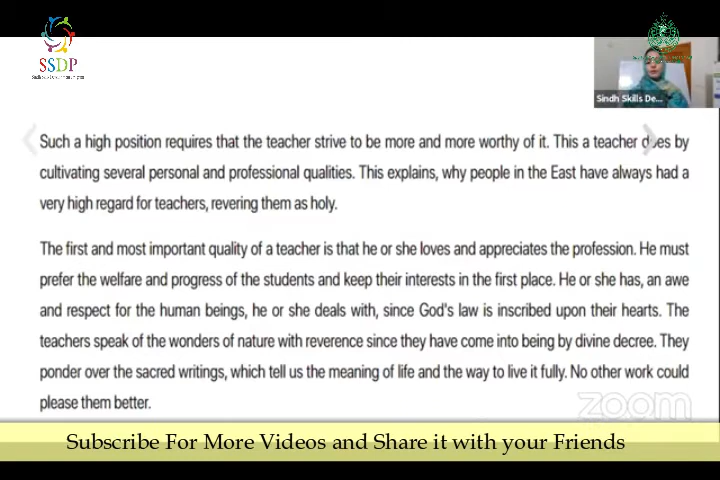 SSDP
Sindh Skills De...
Such a high position requires that the teacher strive to be more and more worthy of it. This a teacher does by
cultivating several personal and professional qualities. This explains, why people in the East have always had a
very high regard for teachers, revering them as holy.
The first and most important quality of a teacher is that he or she loves and appreciates the profession. He must
prefer the welfare and progress of the students and keep their interests in the first place. He or she has, an awe
and respect for the human beings, he or she deals with, since God's law is inscribed upon their hearts. The
teachers speak of the wonders of nature with reverence since they have come into being by divine decree. They
ponder over the sacred writings, which tell us the meaning of life and the way to live it fully. No other work could
please them better.
zoom
Subscribe For More Videos and Share it with your Friends